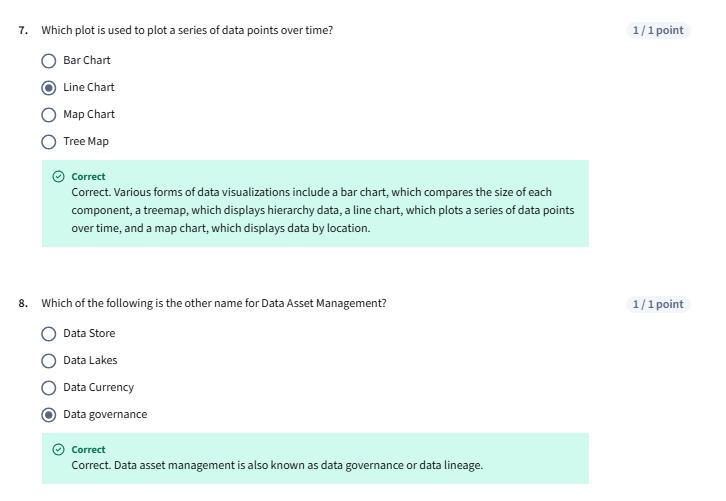 7. Which plot is used to plot a series of data points over time?
1 / 1 point
Bar Chart
Line Chart
Map Chart
Tree Map
Correct
Correct. Various forms of data visualizations include a bar chart, which compares the size of each
component, a treemap, which displays hierarchy data, a line chart, which plots a series of data points
over time, and a map chart, which displays data by location.
8. Which of the following is the other name for Data Asset Management?
1 / 1 point
Data Store
Data Lakes
Data Currency
Data governance
Correct
Correct. Data asset management is also known as data governance or data lineage.